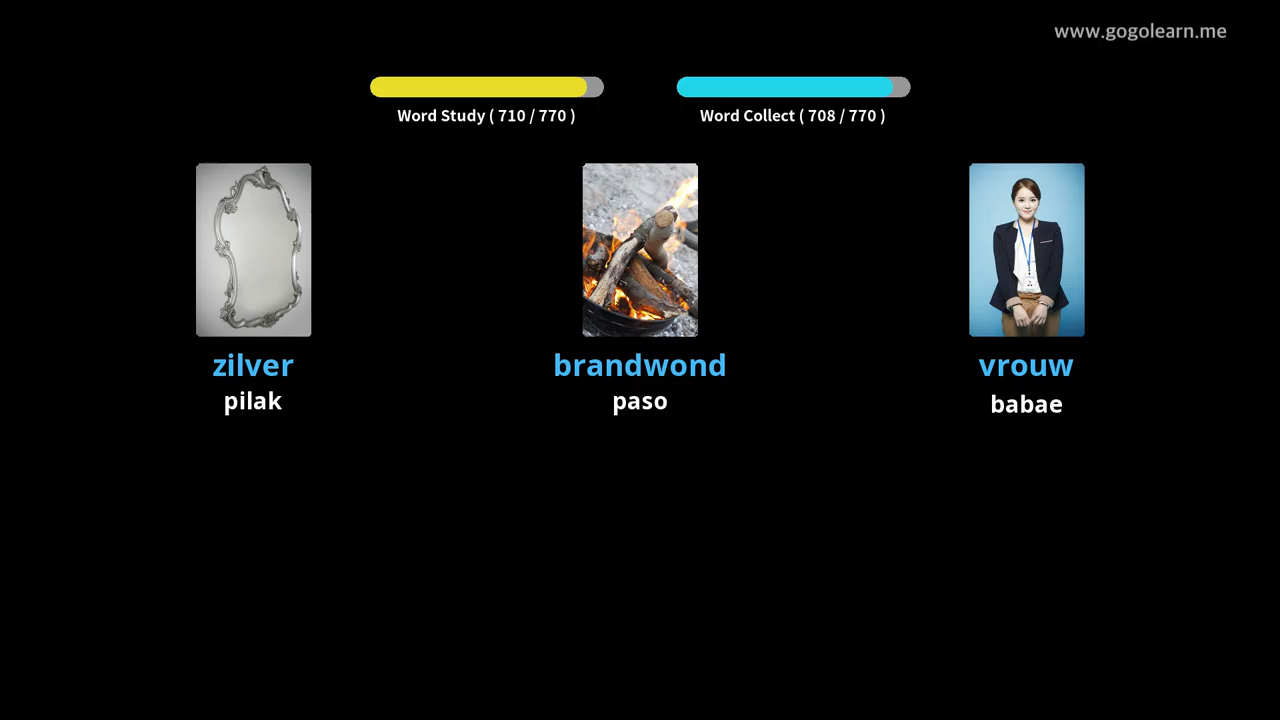 www.gogolearn.me
Word Study ( 710 / 770 )
Word Collect ( 708 / 770 )
zilver
pilak
brandwond
paso
vrouw
babae